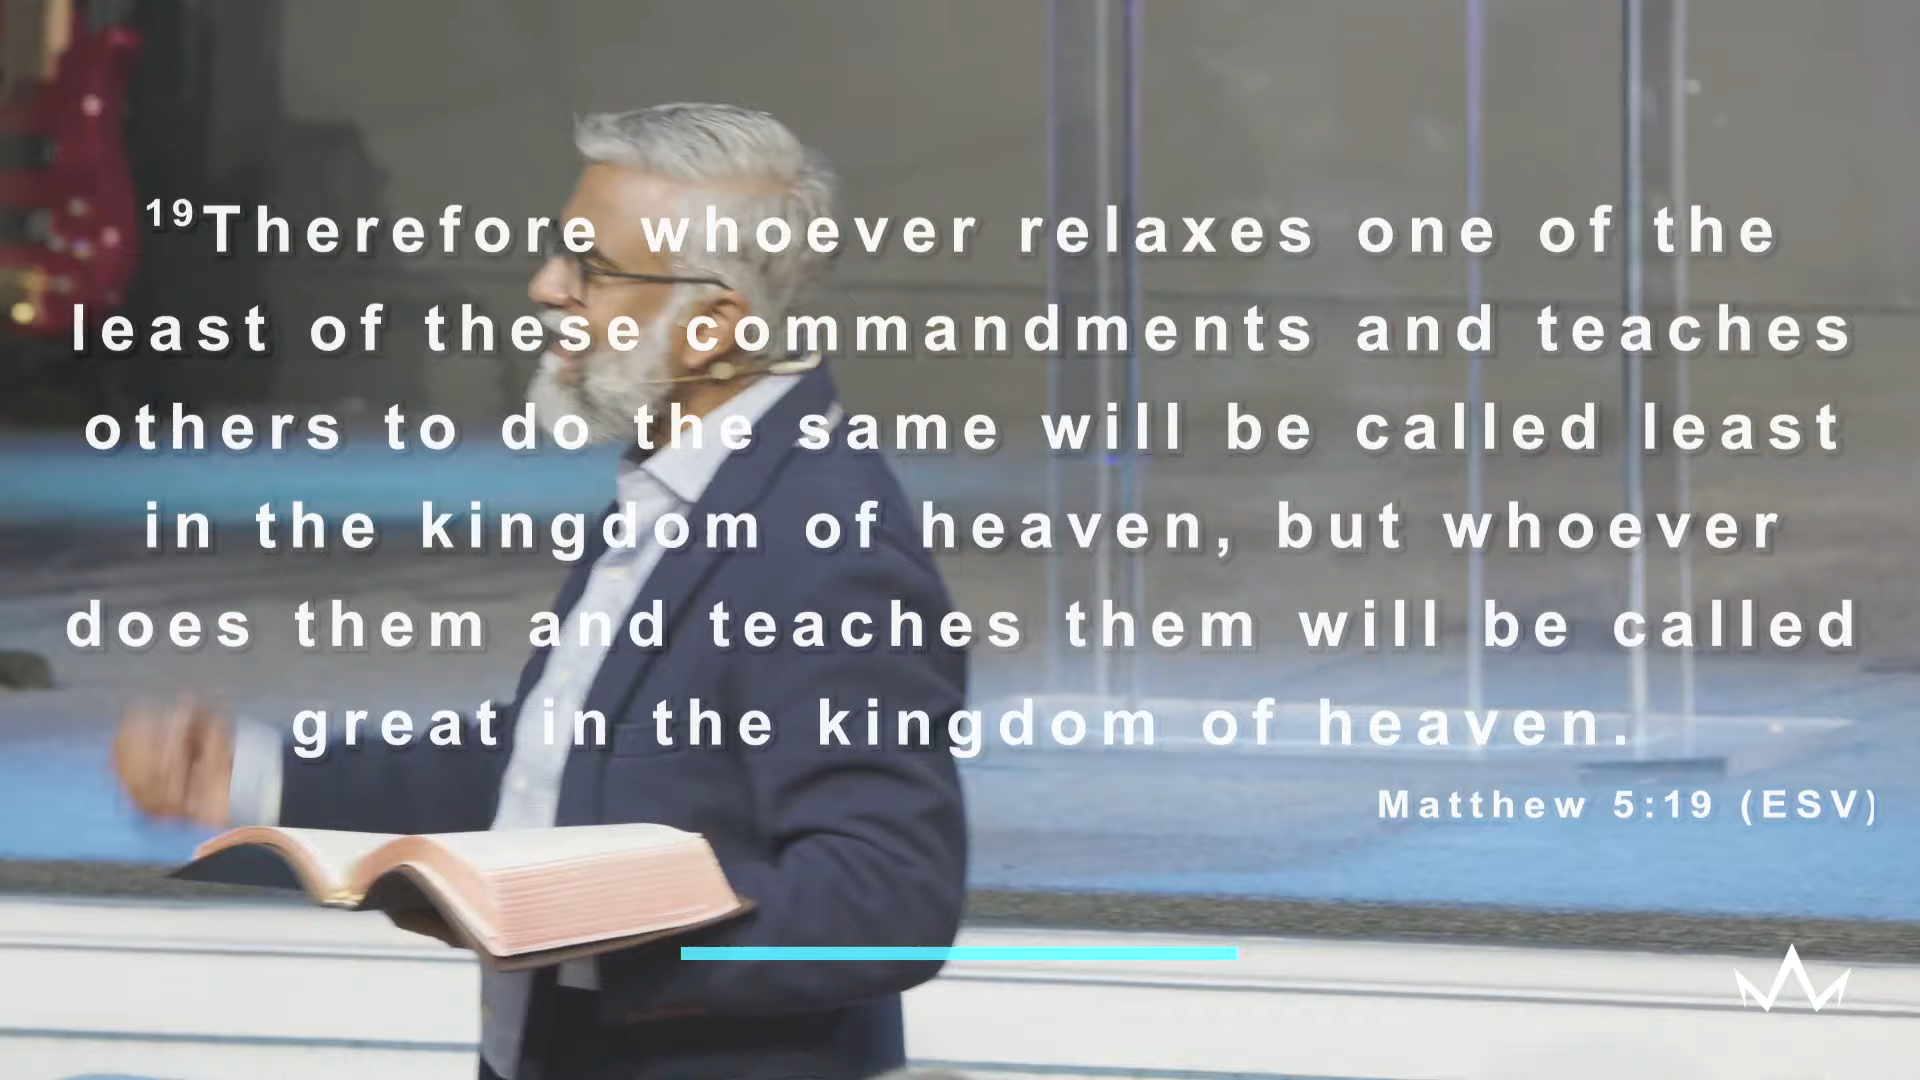 ¹⁹Therefore whoever relaxes one of the
least of these commandments and teaches
others to do the same will be called least
in the kingdom of heaven, but whoever
does them and teaches them will be called
great in the kingdom of heaven.
Matthew 5:19 (ESV)